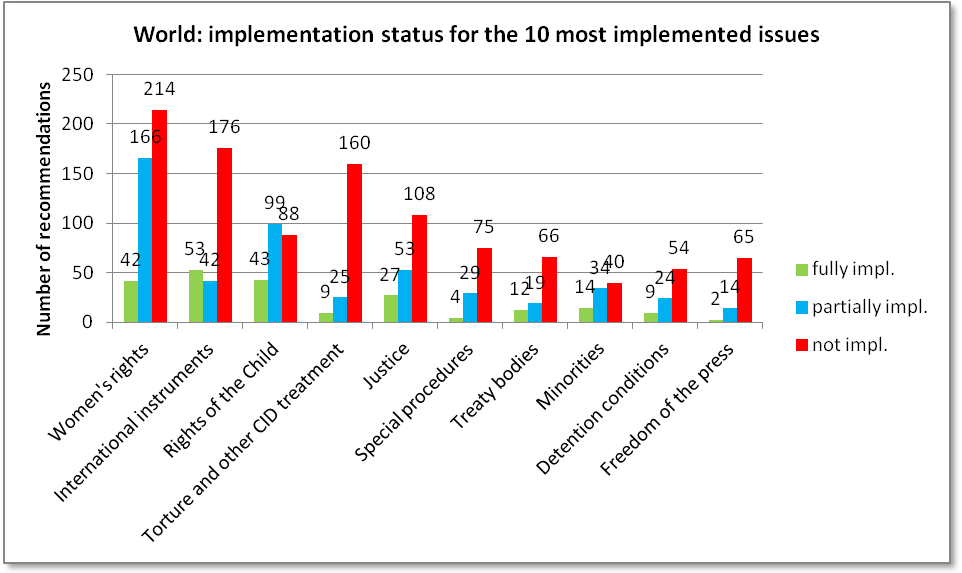 World: implementation status for the 10 most implemented issues
Number of recommendations
250
200
150
100
50
0
42
166
214
53
42
176
43
99
88
9
25
160
27
53
108
4
29
75
12
19
66
14
34
40
9
24
54
2
14
65
Women's rights
International instruments
Rights of the Child
Torture and other CID treatment
Justice
Special procedures
Treaty bodies
Minorities
Detention conditions
Freedom of the press
fully impl.
partially impl.
not impl.